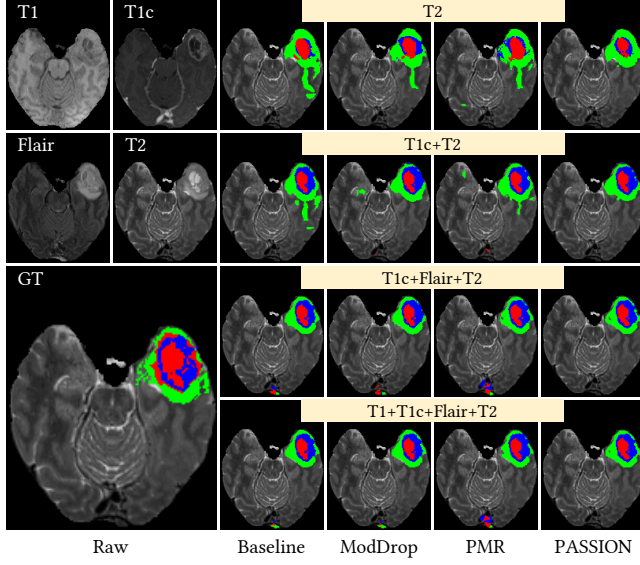 T1
T1c
T2
Flair
T2
T1c+T2
GT
T1c+Flair+T2
T1+T1c+Flair+T2
Raw
Baseline
ModDrop
PMR
PASSION